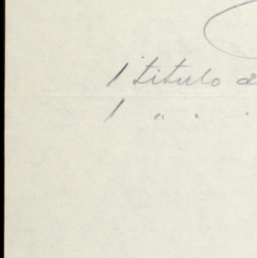 1 titulo d
1 " " "